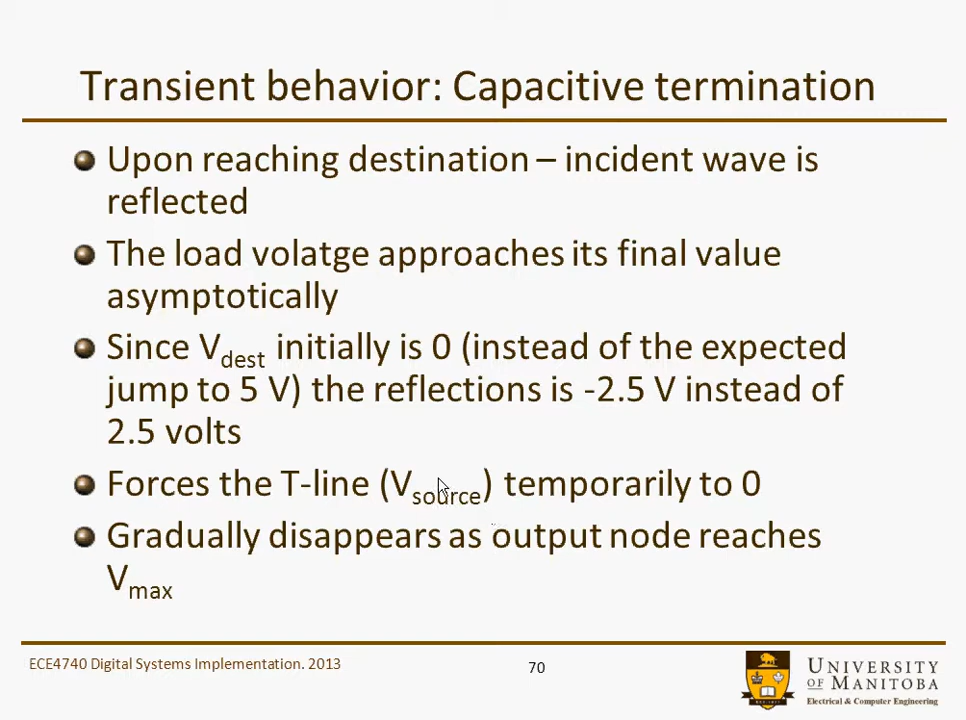 Transient behavior: Capacitive termination
Upon reaching destination – incident wave is
reflected
The load volatge approaches its final value
asymptotically
Since Vdest initially is 0 (instead of the expected
jump to 5 V) the reflections is -2.5 V instead of
2.5 volts
Forces the T-line (Vsource) temporarily to 0
Gradually disappears as output node reaches
Vmax
ECE4740 Digital Systems Implementation. 2013
70
UNIVERSITY
OF MANITOBA
Electrical & Computer Engineering